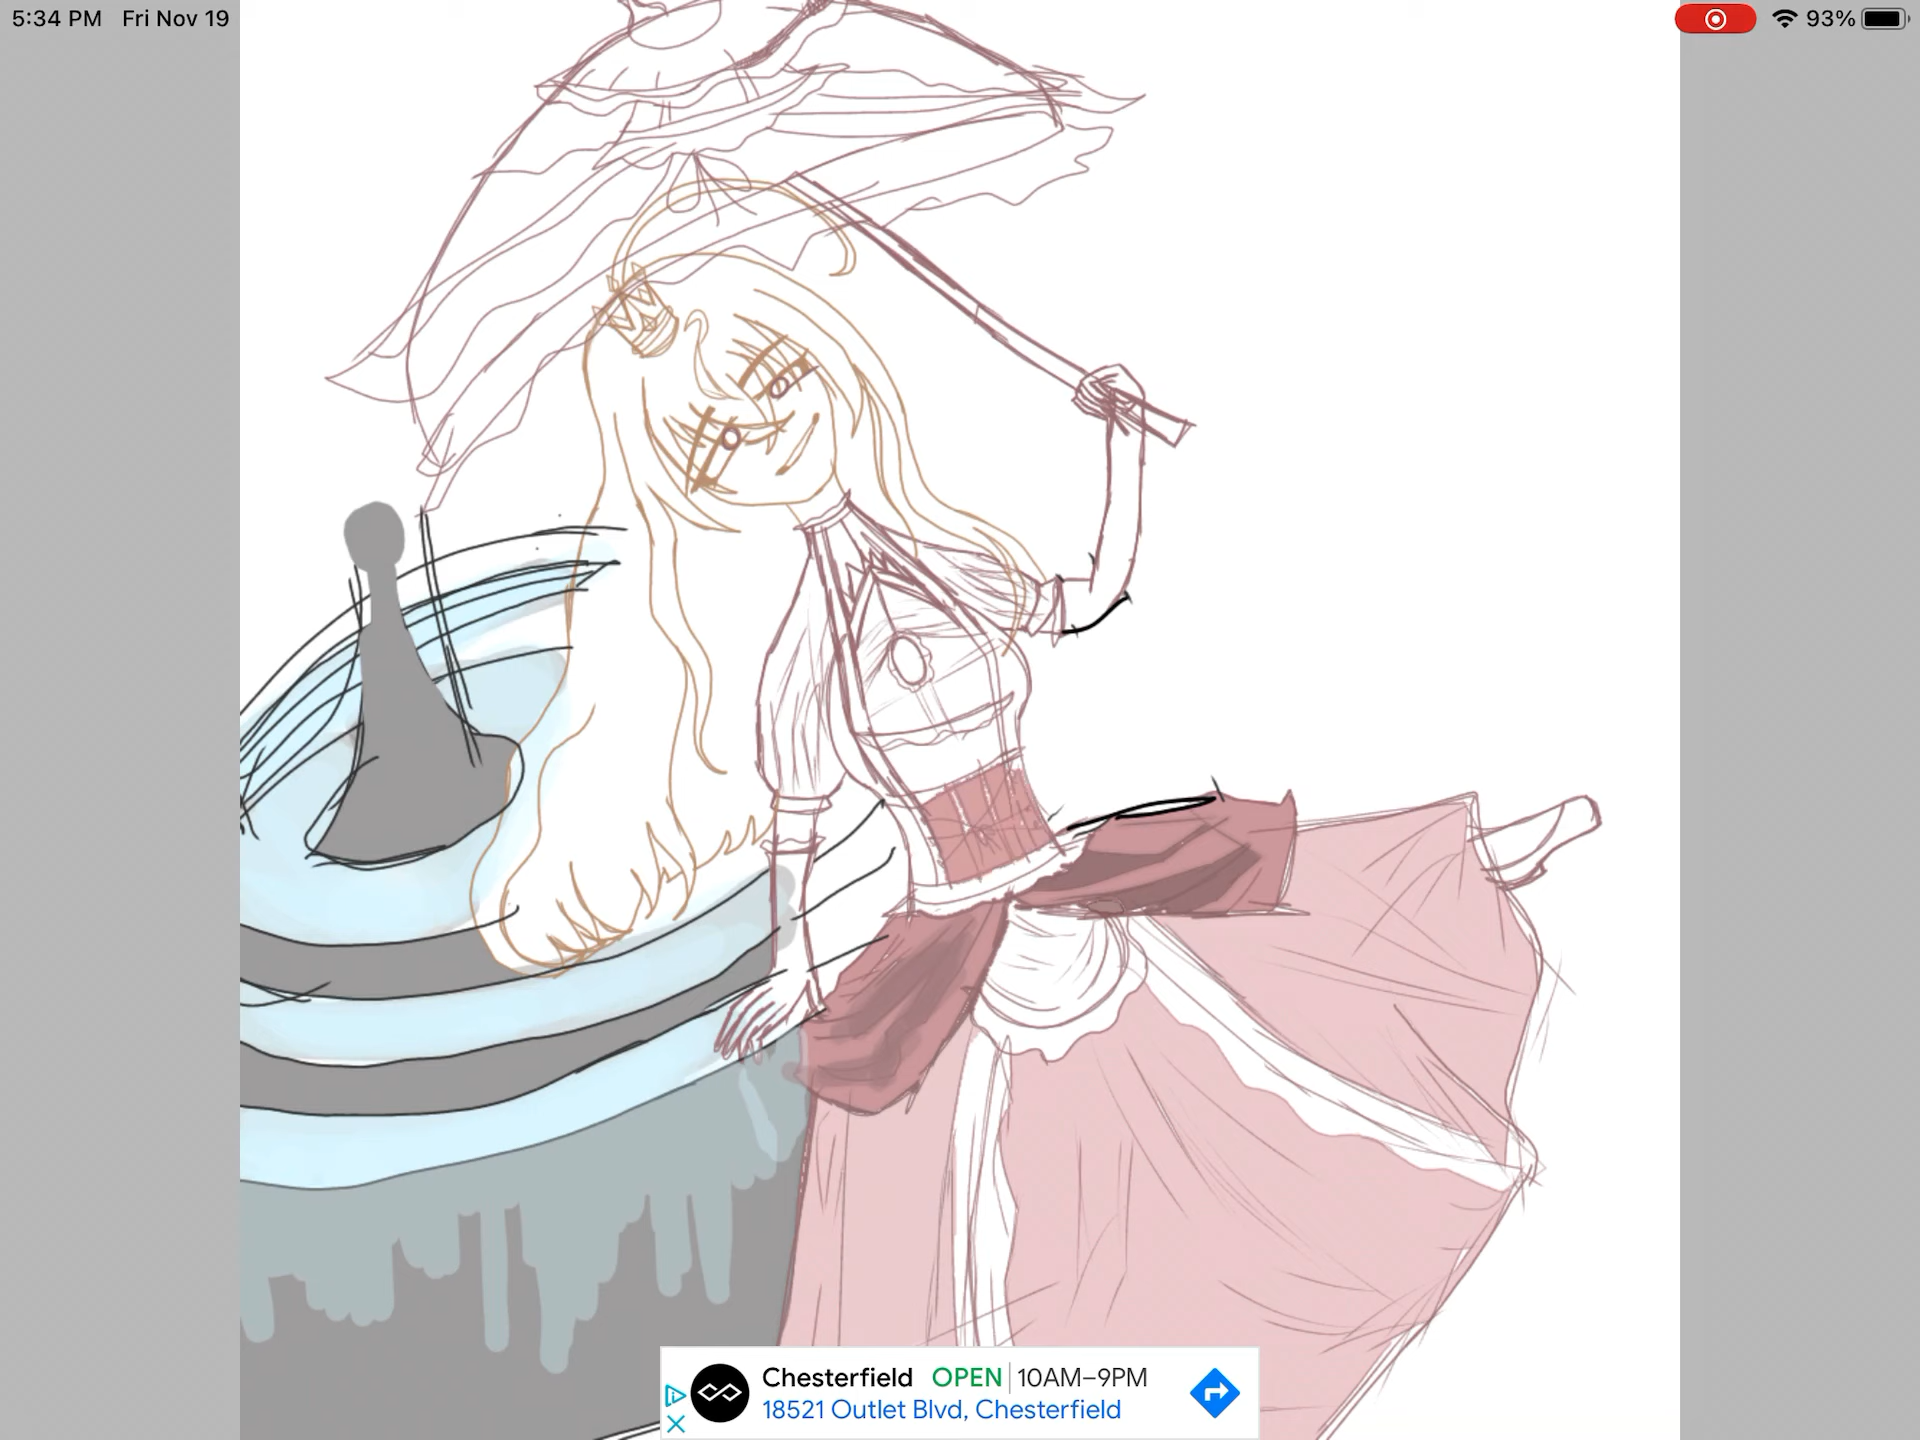 5:34 PM Fri Nov 19
93%
Chesterfield OPEN 10AM–9PM
18521 Outlet Blvd, Chesterfield